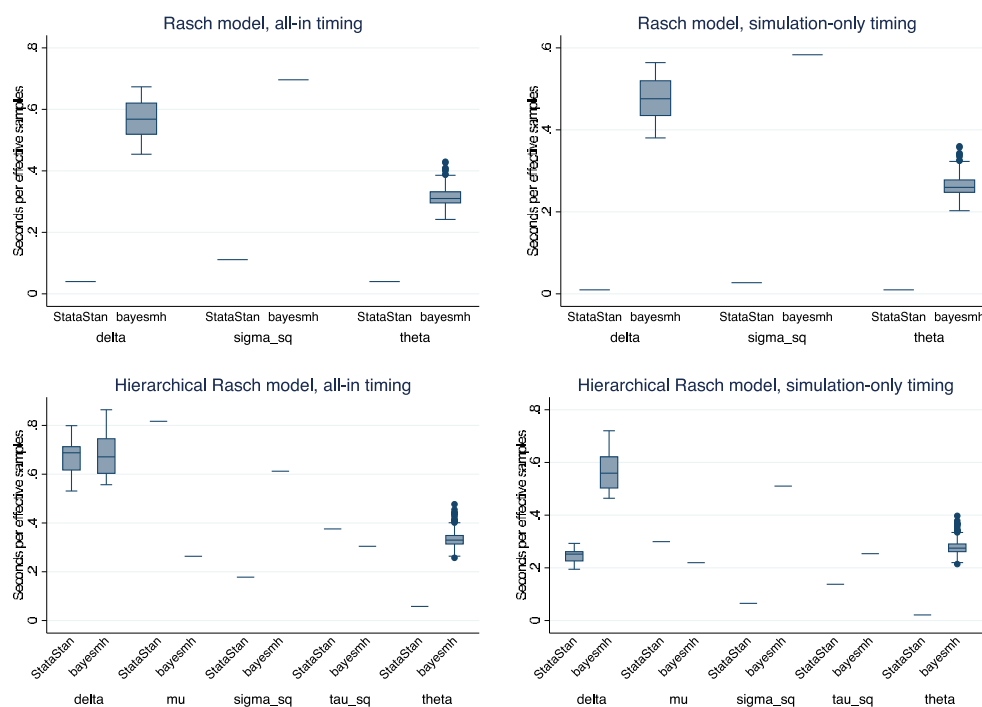 Rasch model, all-in timing
Seconds per effective samples
.8
.6
.4
.2
0
StataStan bayesmh StataStan bayesmh StataStan bayesmh
delta sigma_sq theta
Rasch model, simulation-only timing
Seconds per effective samples
.6
.4
.2
0
StataStan bayesmh StataStan bayesmh StataStan bayesmh
delta sigma_sq theta
Hierarchical Rasch model, all-in timing
Seconds per effective samples
.8
.6
.4
.2
0
StataStan bayesmh StataStan bayesmh StataStan bayesmh StataStan bayesmh StataStan bayesmh
delta mu sigma_sq tau_sq theta
Hierarchical Rasch model, simulation-only timing
Seconds per effective samples
.8
.6
.4
.2
0
StataStan bayesmh StataStan bayesmh StataStan bayesmh StataStan bayesmh StataStan bayesmh
delta mu sigma_sq tau_sq theta